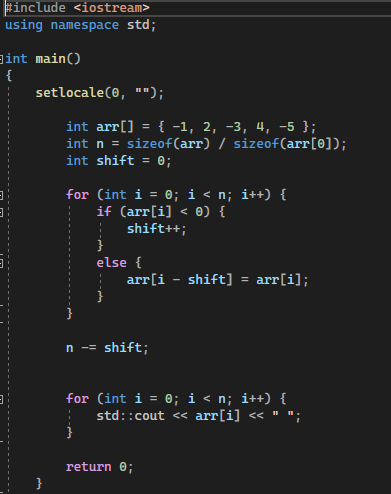 #include <iostream>
using namespace std;
int main()
{
setlocale(0, "");
int arr[] = { -1, 2, -3, 4, -5 };
int n = sizeof(arr) / sizeof(arr[0]);
int shift = 0;
for (int i = 0; i < n; i++) {
if (arr[i] < 0) {
shift++;
}
else {
arr[i - shift] = arr[i];
}
}
n -= shift;
for (int i = 0; i < n; i++) {
std::cout << arr[i] << " ";
}
return 0;
}